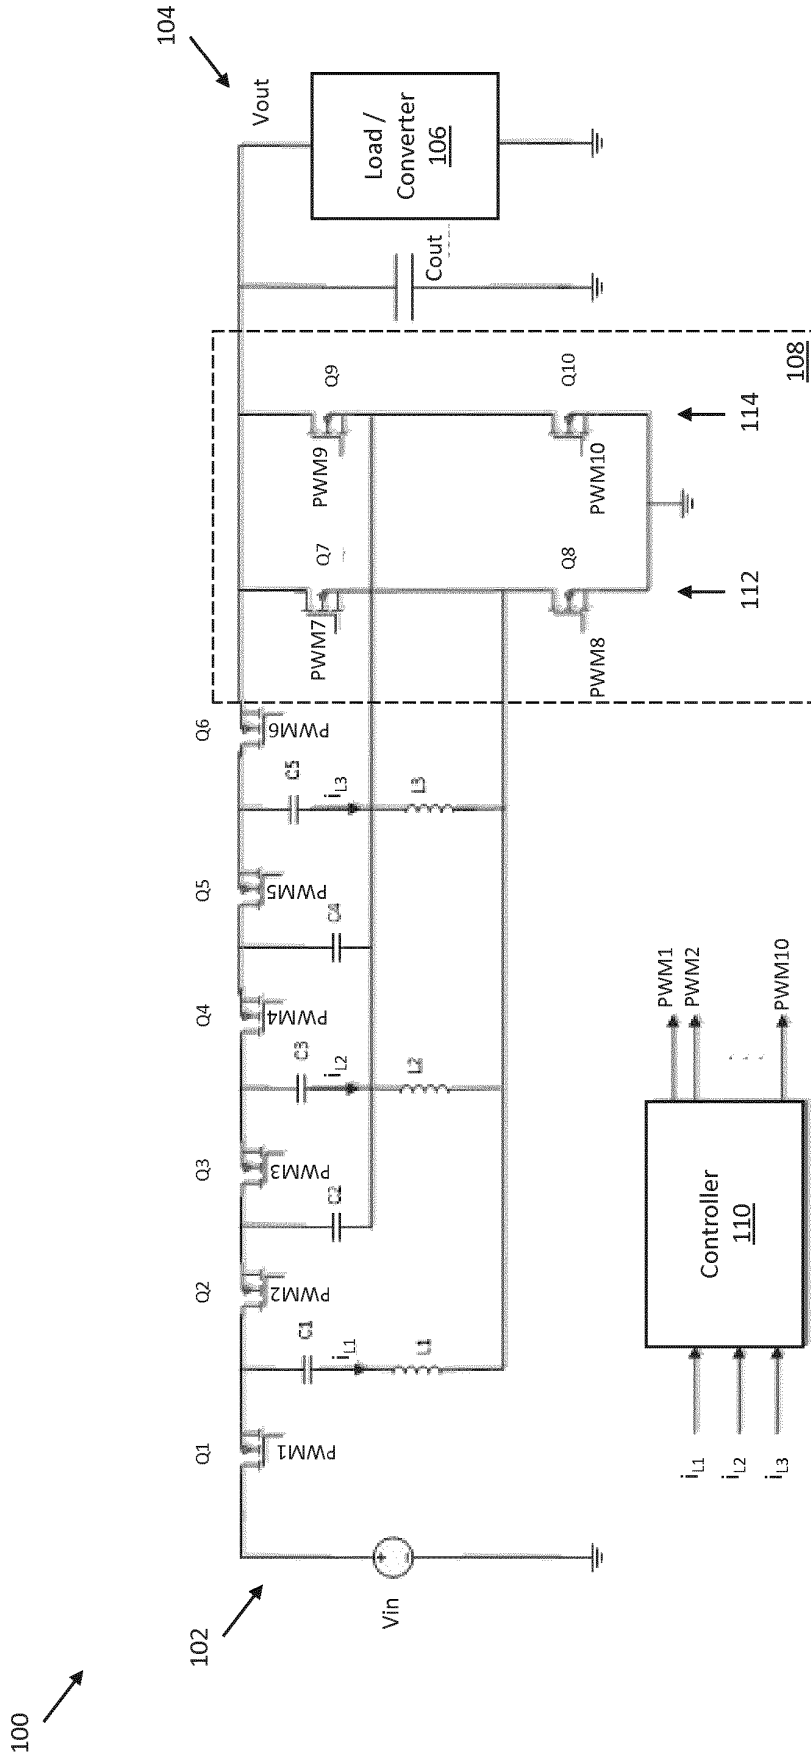 100
102
104
Vin
Q1
PWM1
C1
iL1
L1
Q2
PWM2
C2
Q3
PWM3
C3
iL2
L2
Q4
PWM4
C4
Q5
PWM5
C5
iL3
L3
Q6
PWM6
Q7
PWM7
Q8
PWM8
Q9
PWM9
Q10
PWM10
112
114
108
Cout
Vout
Load /
Converter
106
iL1
iL2
iL3
Controller
110
PWM1
PWM2
PWM10